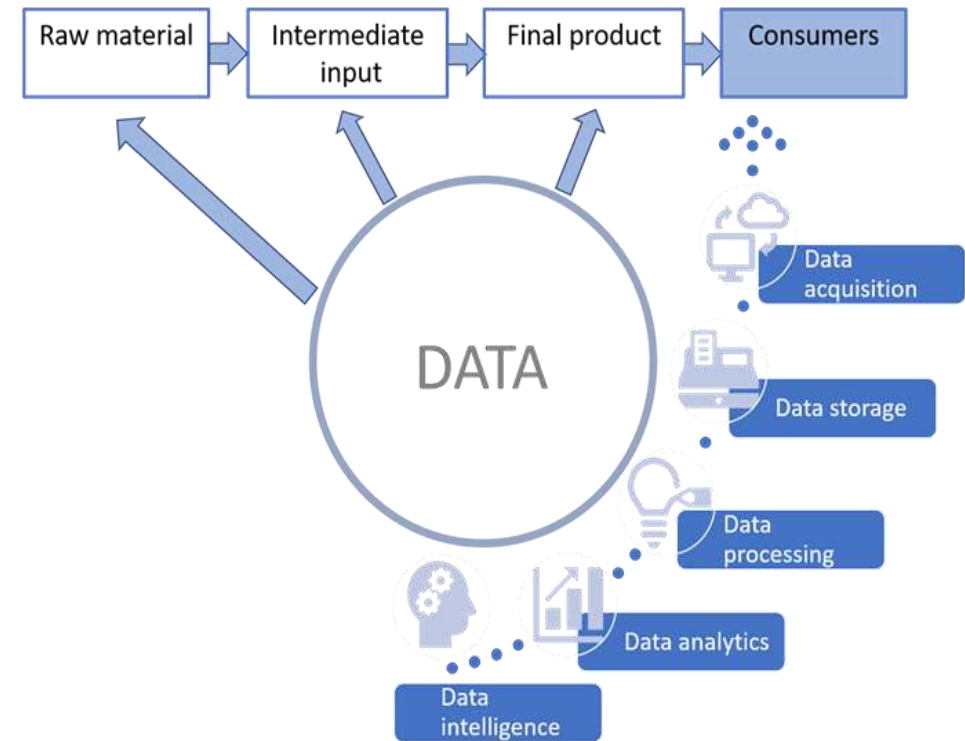 Raw material
Intermediate
input
Final product
Consumers
DATA
Data
acquisition
Data storage
Data
processing
Data analytics
Data
intelligence